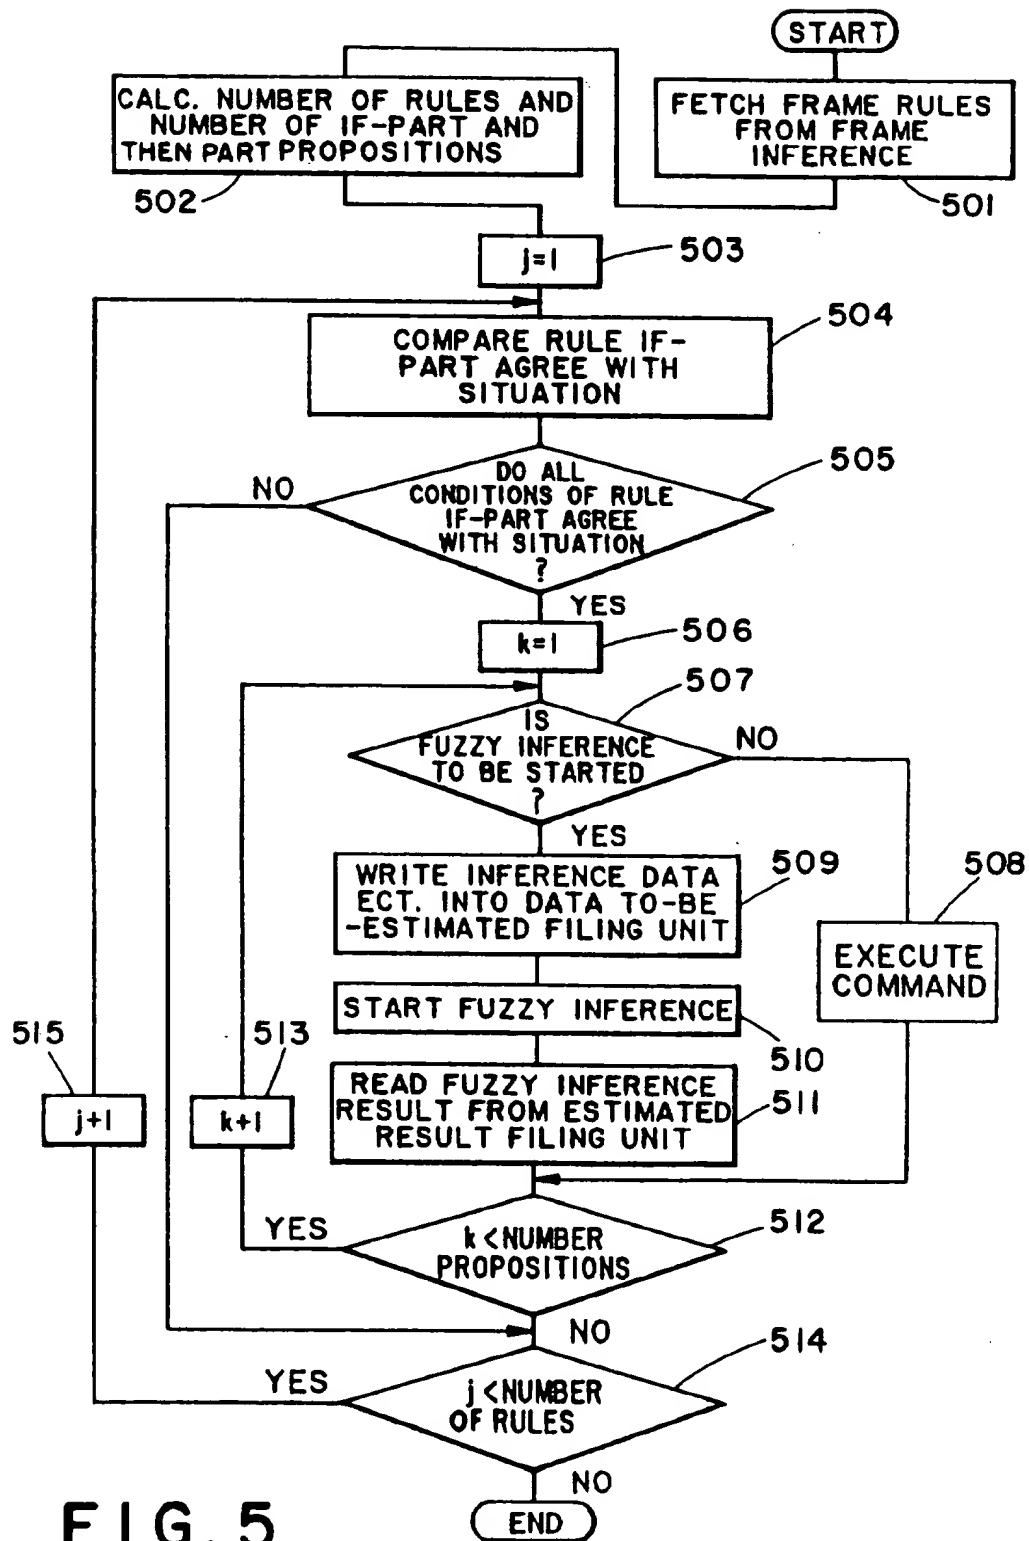 START
FETCH FRAME RULES
FROM FRAME
INFERENCE
501
CALC. NUMBER OF RULES AND
NUMBER OF IF-PART AND
THEN PART PROPOSITIONS
502
j=1
503
COMPARE RULE IF-
PART AGREE WITH
SITUATION
504
DO ALL
CONDITIONS OF RULE
IF-PART AGREE
WITH SITUATION
?
505
NO
YES
k=1
506
IS
FUZZY INFERENCE
TO BE STARTED
?
507
NO
YES
WRITE INFERENCE DATA
ECT. INTO DATA TO-BE
-ESTIMATED FILING UNIT
509
508
EXECUTE
COMMAND
START FUZZY INFERENCE
510
READ FUZZY INFERENCE
RESULT FROM ESTIMATED
RESULT FILING UNIT
511
515
j+1
513
k+1
YES
k<NUMBER
PROPOSITIONS
512
NO
YES
j<NUMBER
OF RULES
514
NO
END
FIG. 5